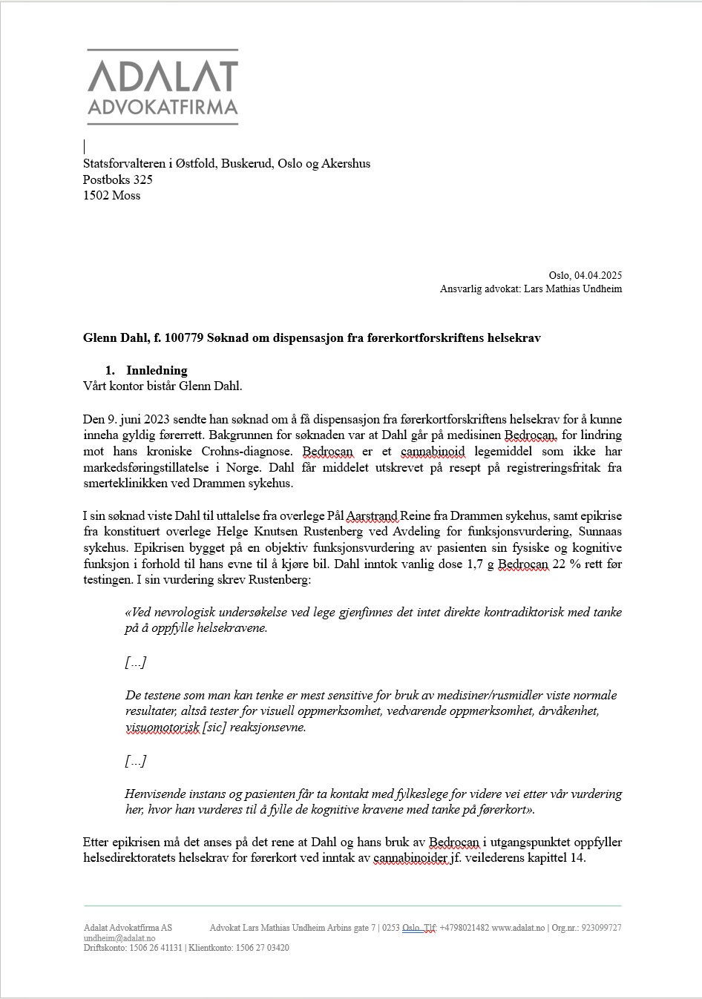 ADALAT
ADVOKATFIRMA
Statsforvalteren i Østfold, Buskerud, Oslo og Akershus
Postboks 325
1502 Moss
Oslo, 04.04.2025
Ansvarlig advokat: Lars Mathias Undheim
Glenn Dahl, f. 100779 Søknad om dispensasjon fra førerkortforskriftens helsekrav
1. Innledning
Vårt kontor bistår Glenn Dahl.
Den 9. juni 2023 sendte han søknad om å få dispensasjon fra førerkortforskriftens helsekrav for å kunne
inneha gyldig førerrett. Bakgrunnen for søknaden var at Dahl går på medisinen Bedrocan, for lindring
mot hans kroniske Crohns-diagnose. Bedrocan er et cannabinoid legemiddel som ikke har
markedsføringstillatelse i Norge. Dahl får middelet utskrevet på resept på registreringsfritak fra
smerteklinikken ved Drammen sykehus.
I sin søknad viste Dahl til uttalelse fra overlege Pål Aarstrand Reine fra Drammen sykehus, samt epikrise
fra konstituert overlege Helge Knutsen Rustenberg ved Avdeling for funksjonsvurdering, Sunnaas
sykehus. Epikrisen bygget på en objektiv funksjonsvurdering av pasienten sin fysiske og kognitive
funksjon i forhold til hans evne til å kjøre bil. Dahl inntok vanlig dose 1,7 g Bedrocan 22 % rett før
testingen. I sin vurdering skrev Rustenberg:
«Ved nevrologisk undersøkelse ved lege gjenfinnes det intet direkte kontradiktorisk med tanke
på å oppfylle helsekravene.
[…]
De testene som man kan tenke er mest sensitive for bruk av medisiner/rusmidler viste normale
resultater, altså tester for visuell oppmerksomhet, vedvarende oppmerksomhet, årvåkenhet,
visuomotorisk [sic] reaksjonsevne.
[…]
Henvisende instans og pasienten får ta kontakt med fylkeslege for videre vei etter vår vurdering
her, hvor han vurderes til å fylle de kognitive kravene med tanke på førerkort».
Etter epikrisen må det anses på det rene at Dahl og hans bruk av Bedrocan i utgangspunktet oppfyller
helsedirektoratets helsekrav for førerkort ved inntak av cannabinoider jf. veilederens kapittel 14.
Adalat Advokatfirma AS Advokat Lars Mathias Undheim Arbins gate 7 | 0253 Oslo Tlf: +4798021482 www.adalat.no | Org.nr.: 923099727
undheim@adalat.no
Driftskonto: 1506 26 41131 | Klientkonto: 1506 27 03420